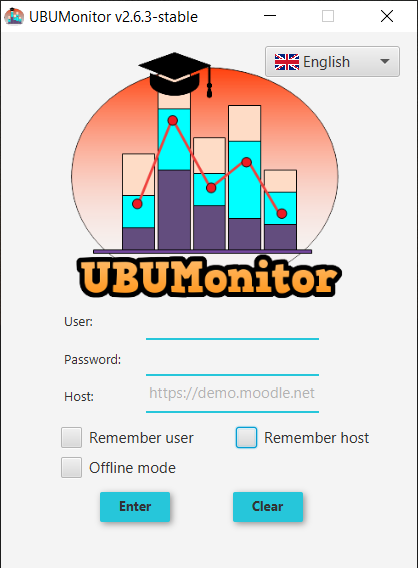 UBUMonitor v2.6.3-stable
English
UBUMonitor
User:
Password:
Host: https://demo.moodle.net
Remember user Remember host
Offline mode
Enter Clear